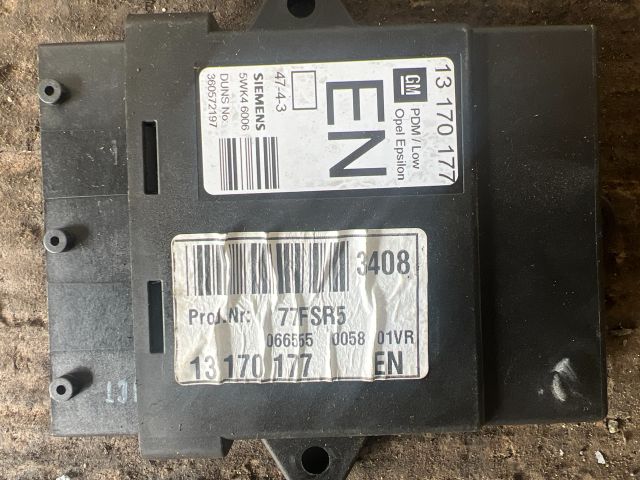 GM
13 170 177
PDM / Low
Opel Epsilon
EN
47-4-3
SIEMENS
5WK4 6006
DUNS No.
360572197
3408
Prod.Nr: 77FSR5
066555 0058 01VR
13 170 177 EN